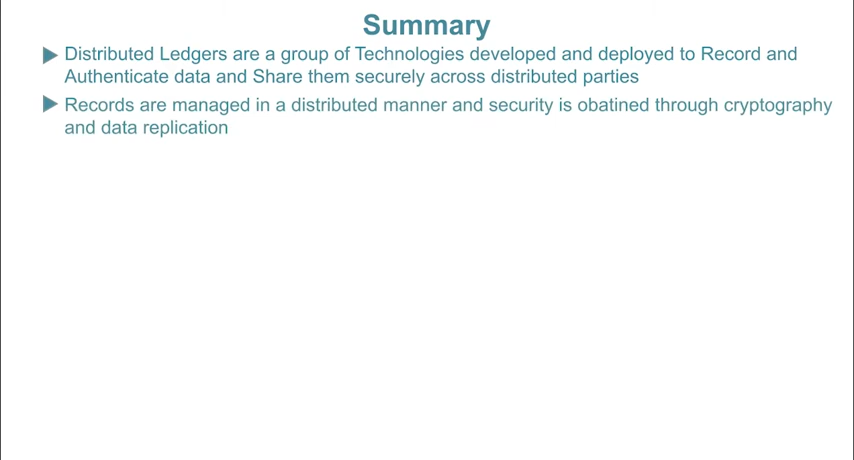 Summary
Distributed Ledgers are a group of Technologies developed and deployed to Record and
Authenticate data and Share them securely across distributed parties
Records are managed in a distributed manner and security is obatined through cryptography
and data replication